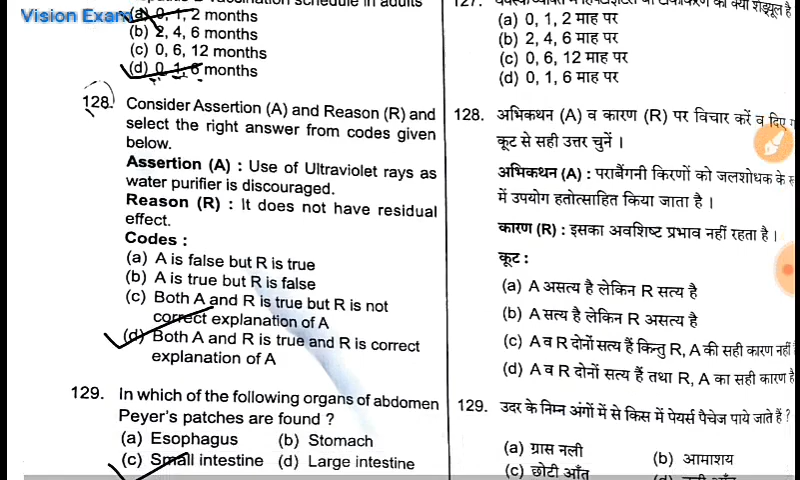 Vision Exam
(a) 0, 1, 2 months
(b) 2, 4, 6 months
(c) 0, 6, 12 months
(d) 0, 1, 6 months
128. Consider Assertion (A) and Reason (R) and
select the right answer from codes given
below.
Assertion (A) : Use of Ultraviolet rays as
water purifier is discouraged.
Reason (R) : It does not have residual
effect.
Codes :
(a) A is false but R is true
(b) A is true but R is false
(c) Both A and R is true but R is not
correct explanation of A
(d) Both A and R is true and R is correct
explanation of A
129. In which of the following organs of abdomen
Peyer's patches are found ?
(a) Esophagus (b) Stomach
(c) Small intestine (d) Large intestine
127.
(a) 0, 1, 2 माह पर
(b) 2, 4, 6 माह पर
(c) 0, 6, 12 माह पर
(d) 0, 1, 6 माह पर
128. अभिकथन (A) व कारण (R) पर विचार करें व दिए
कूट से सही उत्तर चुनें ।
अभिकथन (A) : पराबैंगनी किरणों को जलशोधक के
में उपयोग हतोत्साहित किया जाता है ।
कारण (R) : इसका अवशिष्ट प्रभाव नहीं रहता है ।
कूट :
(a) A असत्य है लेकिन R सत्य है
(b) A सत्य है लेकिन R असत्य है
(c) A व R दोनों सत्य हैं किन्तु R, A की सही कारण नहीं
(d) A व R दोनों सत्य हैं तथा R, A का सही कारण है
129. उदर के निम्न अंगों में से किस में पेयर्स पैचेज पाये जाते हैं ?
(a) ग्रास नली (b) आमाशय
(c) छोटी आँत